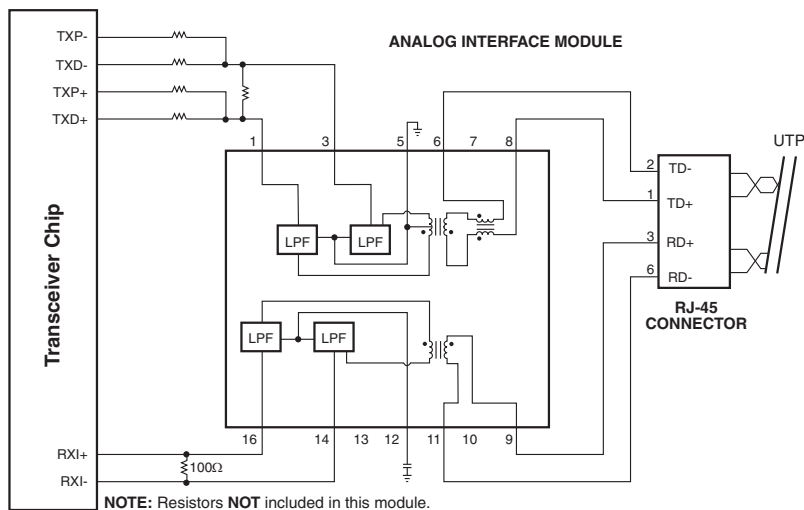 ANALOG INTERFACE MODULE
Transceiver Chip
TXP-
TXD-
TXP+
TXD+
1 3 5 6 7 8
LPF LPF
LPF LPF
16 14 13 12 11 10 9
RXI+
RXI-
100Ω
2 TD-
1 TD+
3 RD+
6 RD-
UTP
RJ-45
CONNECTOR
NOTE: Resistors NOT included in this module.